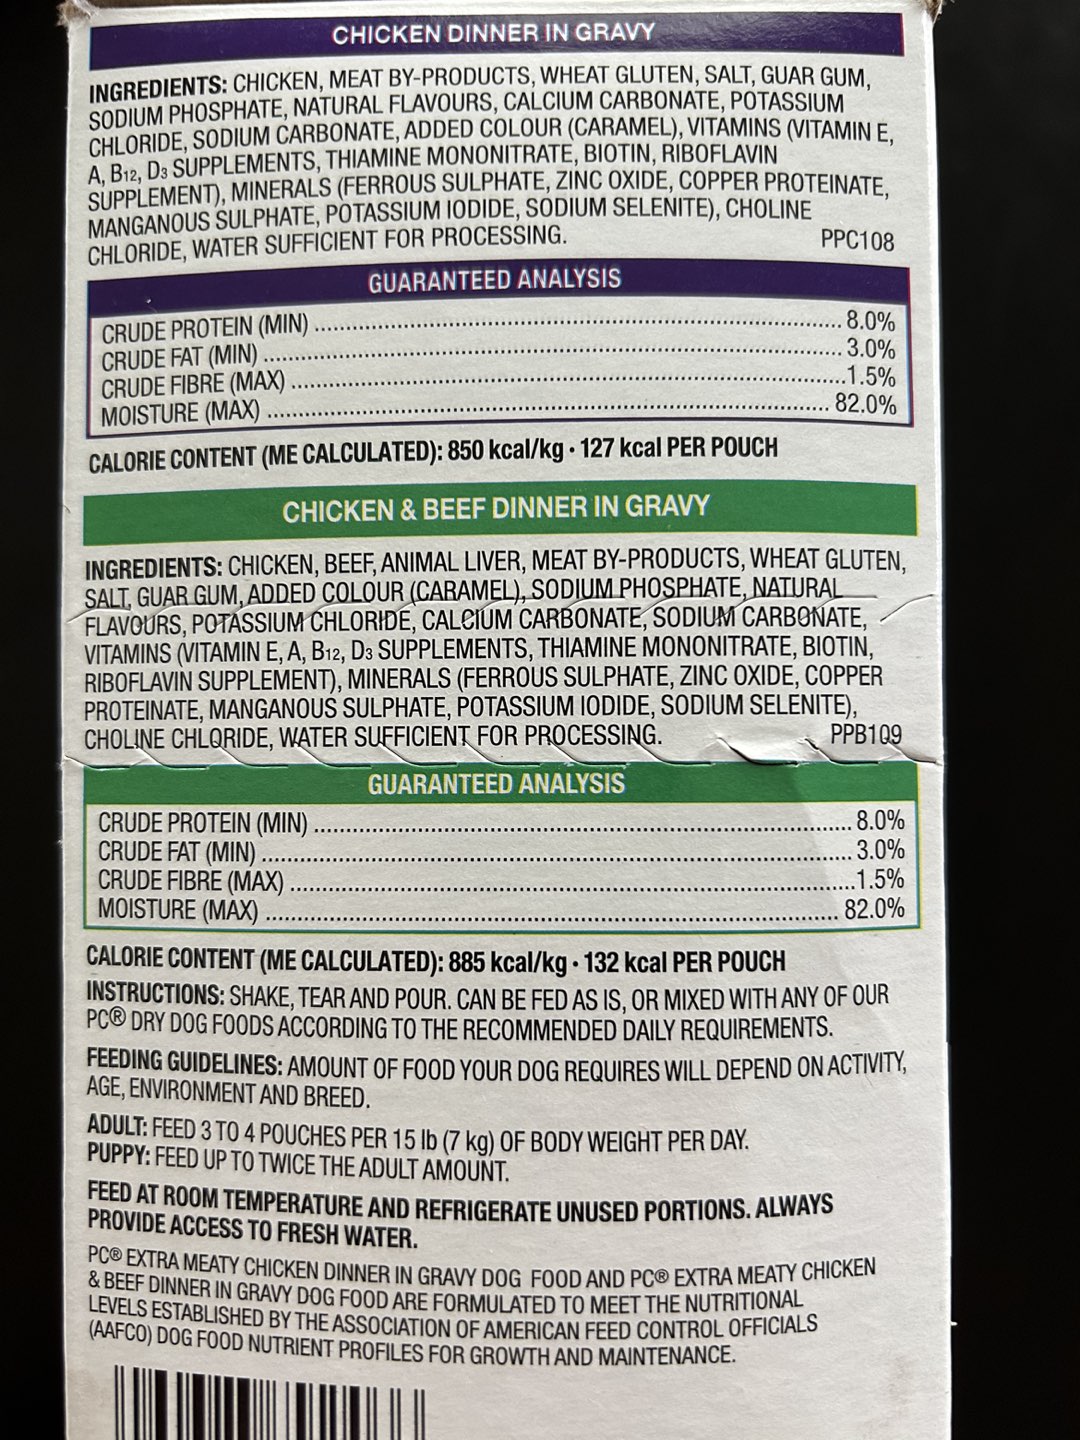 CHICKEN DINNER IN GRAVY
INGREDIENTS: CHICKEN, MEAT BY-PRODUCTS, WHEAT GLUTEN, SALT, GUAR GUM,
SODIUM PHOSPHATE, NATURAL FLAVOURS, CALCIUM CARBONATE, POTASSIUM
CHLORIDE, SODIUM CARBONATE, ADDED COLOUR (CARAMEL), VITAMINS (VITAMIN E,
A, B12, D3 SUPPLEMENTS, THIAMINE MONONITRATE, BIOTIN, RIBOFLAVIN
SUPPLEMENT), MINERALS (FERROUS SULPHATE, ZINC OXIDE, COPPER PROTEINATE,
MANGANOUS SULPHATE, POTASSIUM IODIDE, SODIUM SELENITE), CHOLINE
CHLORIDE, WATER SUFFICIENT FOR PROCESSING. PPC108
GUARANTEED ANALYSIS
CRUDE PROTEIN (MIN) ........ 8.0%
CRUDE FAT (MIN) ........ 3.0%
CRUDE FIBRE (MAX) ........ 1.5%
MOISTURE (MAX) ........ 82.0%
CALORIE CONTENT (ME CALCULATED): 850 kcal/kg • 127 kcal PER POUCH
CHICKEN & BEEF DINNER IN GRAVY
INGREDIENTS: CHICKEN, BEEF, ANIMAL LIVER, MEAT BY-PRODUCTS, WHEAT GLUTEN,
SALT, GUAR GUM, ADDED COLOUR (CARAMEL), SODIUM PHOSPHATE, NATURAL
FLAVOURS, POTASSIUM CHLORIDE, CALCIUM CARBONATE, SODIUM CARBONATE,
VITAMINS (VITAMIN E, A, B12, D3 SUPPLEMENTS, THIAMINE MONONITRATE, BIOTIN,
RIBOFLAVIN SUPPLEMENT), MINERALS (FERROUS SULPHATE, ZINC OXIDE, COPPER
PROTEINATE, MANGANOUS SULPHATE, POTASSIUM IODIDE, SODIUM SELENITE),
CHOLINE CHLORIDE, WATER SUFFICIENT FOR PROCESSING. PPB109
GUARANTEED ANALYSIS
CRUDE PROTEIN (MIN) ........ 8.0%
CRUDE FAT (MIN) ........ 3.0%
CRUDE FIBRE (MAX) ........ 1.5%
MOISTURE (MAX) ........ 82.0%
CALORIE CONTENT (ME CALCULATED): 885 kcal/kg • 132 kcal PER POUCH
INSTRUCTIONS: SHAKE, TEAR AND POUR. CAN BE FED AS IS, OR MIXED WITH ANY OF OUR
PC® DRY DOG FOODS ACCORDING TO THE RECOMMENDED DAILY REQUIREMENTS.
FEEDING GUIDELINES: AMOUNT OF FOOD YOUR DOG REQUIRES WILL DEPEND ON ACTIVITY,
AGE, ENVIRONMENT AND BREED.
ADULT: FEED 3 TO 4 POUCHES PER 15 lb (7 kg) OF BODY WEIGHT PER DAY.
PUPPY: FEED UP TO TWICE THE ADULT AMOUNT.
FEED AT ROOM TEMPERATURE AND REFRIGERATE UNUSED PORTIONS. ALWAYS
PROVIDE ACCESS TO FRESH WATER.
PC® EXTRA MEATY CHICKEN DINNER IN GRAVY DOG FOOD AND PC® EXTRA MEATY CHICKEN
& BEEF DINNER IN GRAVY DOG FOOD ARE FORMULATED TO MEET THE NUTRITIONAL
LEVELS ESTABLISHED BY THE ASSOCIATION OF AMERICAN FEED CONTROL OFFICIALS
(AAFCO) DOG FOOD NUTRIENT PROFILES FOR GROWTH AND MAINTENANCE.